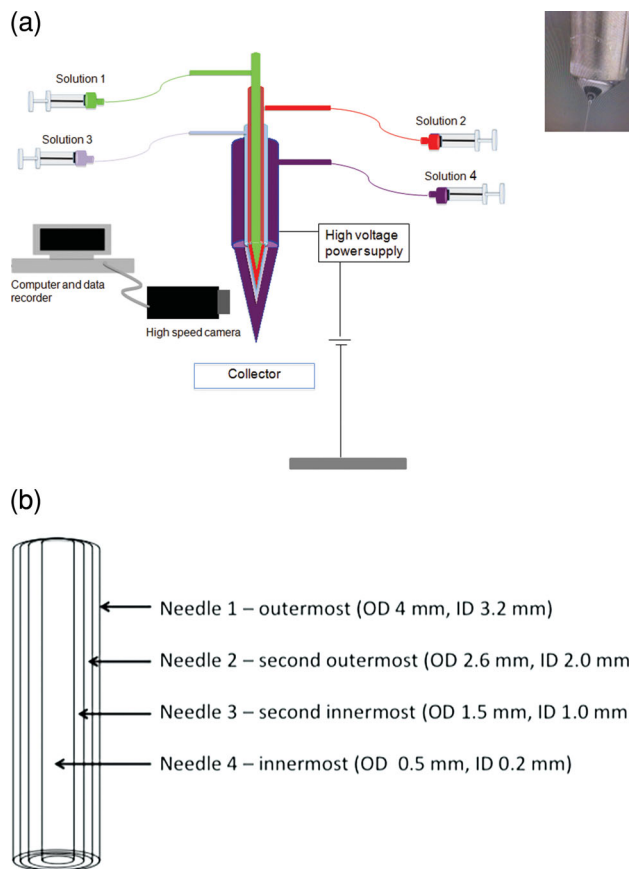 (a)
Solution 1
Solution 3
Solution 2
Solution 4
High voltage
power supply
Computer and data
recorder
High speed camera
Collector
(b)
Needle 1 – outermost (OD 4 mm, ID 3.2 mm)
Needle 2 – second outermost (OD 2.6 mm, ID 2.0 mm
Needle 3 – second innermost (OD 1.5 mm, ID 1.0 mm
Needle 4 – innermost (OD 0.5 mm, ID 0.2 mm)